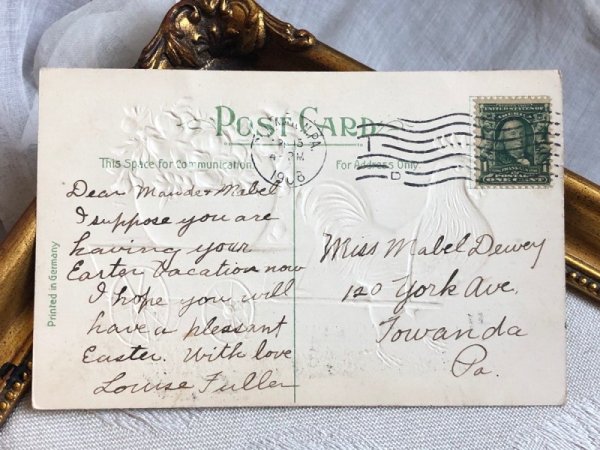 POST CARD
This Space for Communication.
For Address Only.
PA.
1908
Dear Maude & Mabel
I suppose you are
having your
Easter Vacation now
I hope you will
have a pleasant
Easter. With love
Louise Fuller
Miss Mabel Dewey
120 York Ave.
Towanda
Pa.
Printed in Germany